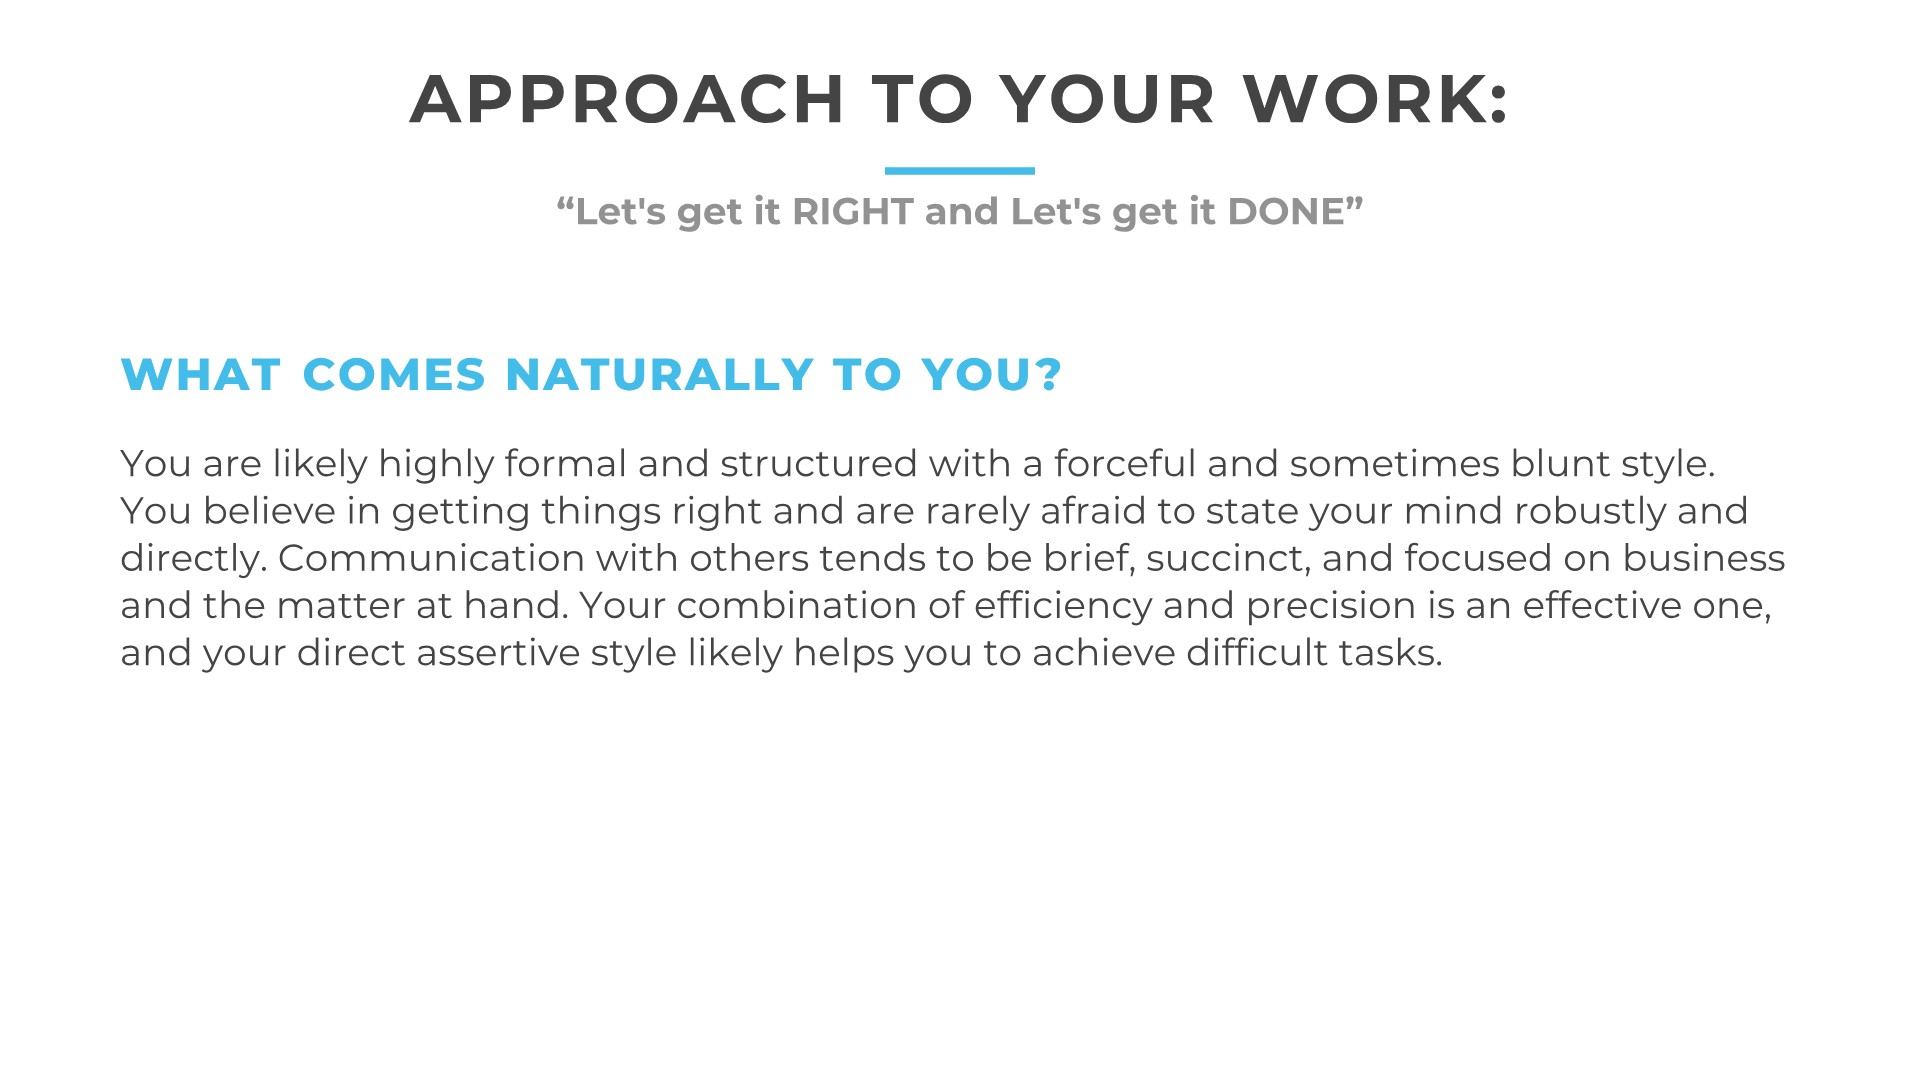 APPROACH TO YOUR WORK:
“Let's get it RIGHT and Let's get it DONE”
WHAT COMES NATURALLY TO YOU?
You are likely highly formal and structured with a forceful and sometimes blunt style.
You believe in getting things right and are rarely afraid to state your mind robustly and
directly. Communication with others tends to be brief, succinct, and focused on business
and the matter at hand. Your combination of efficiency and precision is an effective one,
and your direct assertive style likely helps you to achieve difficult tasks.